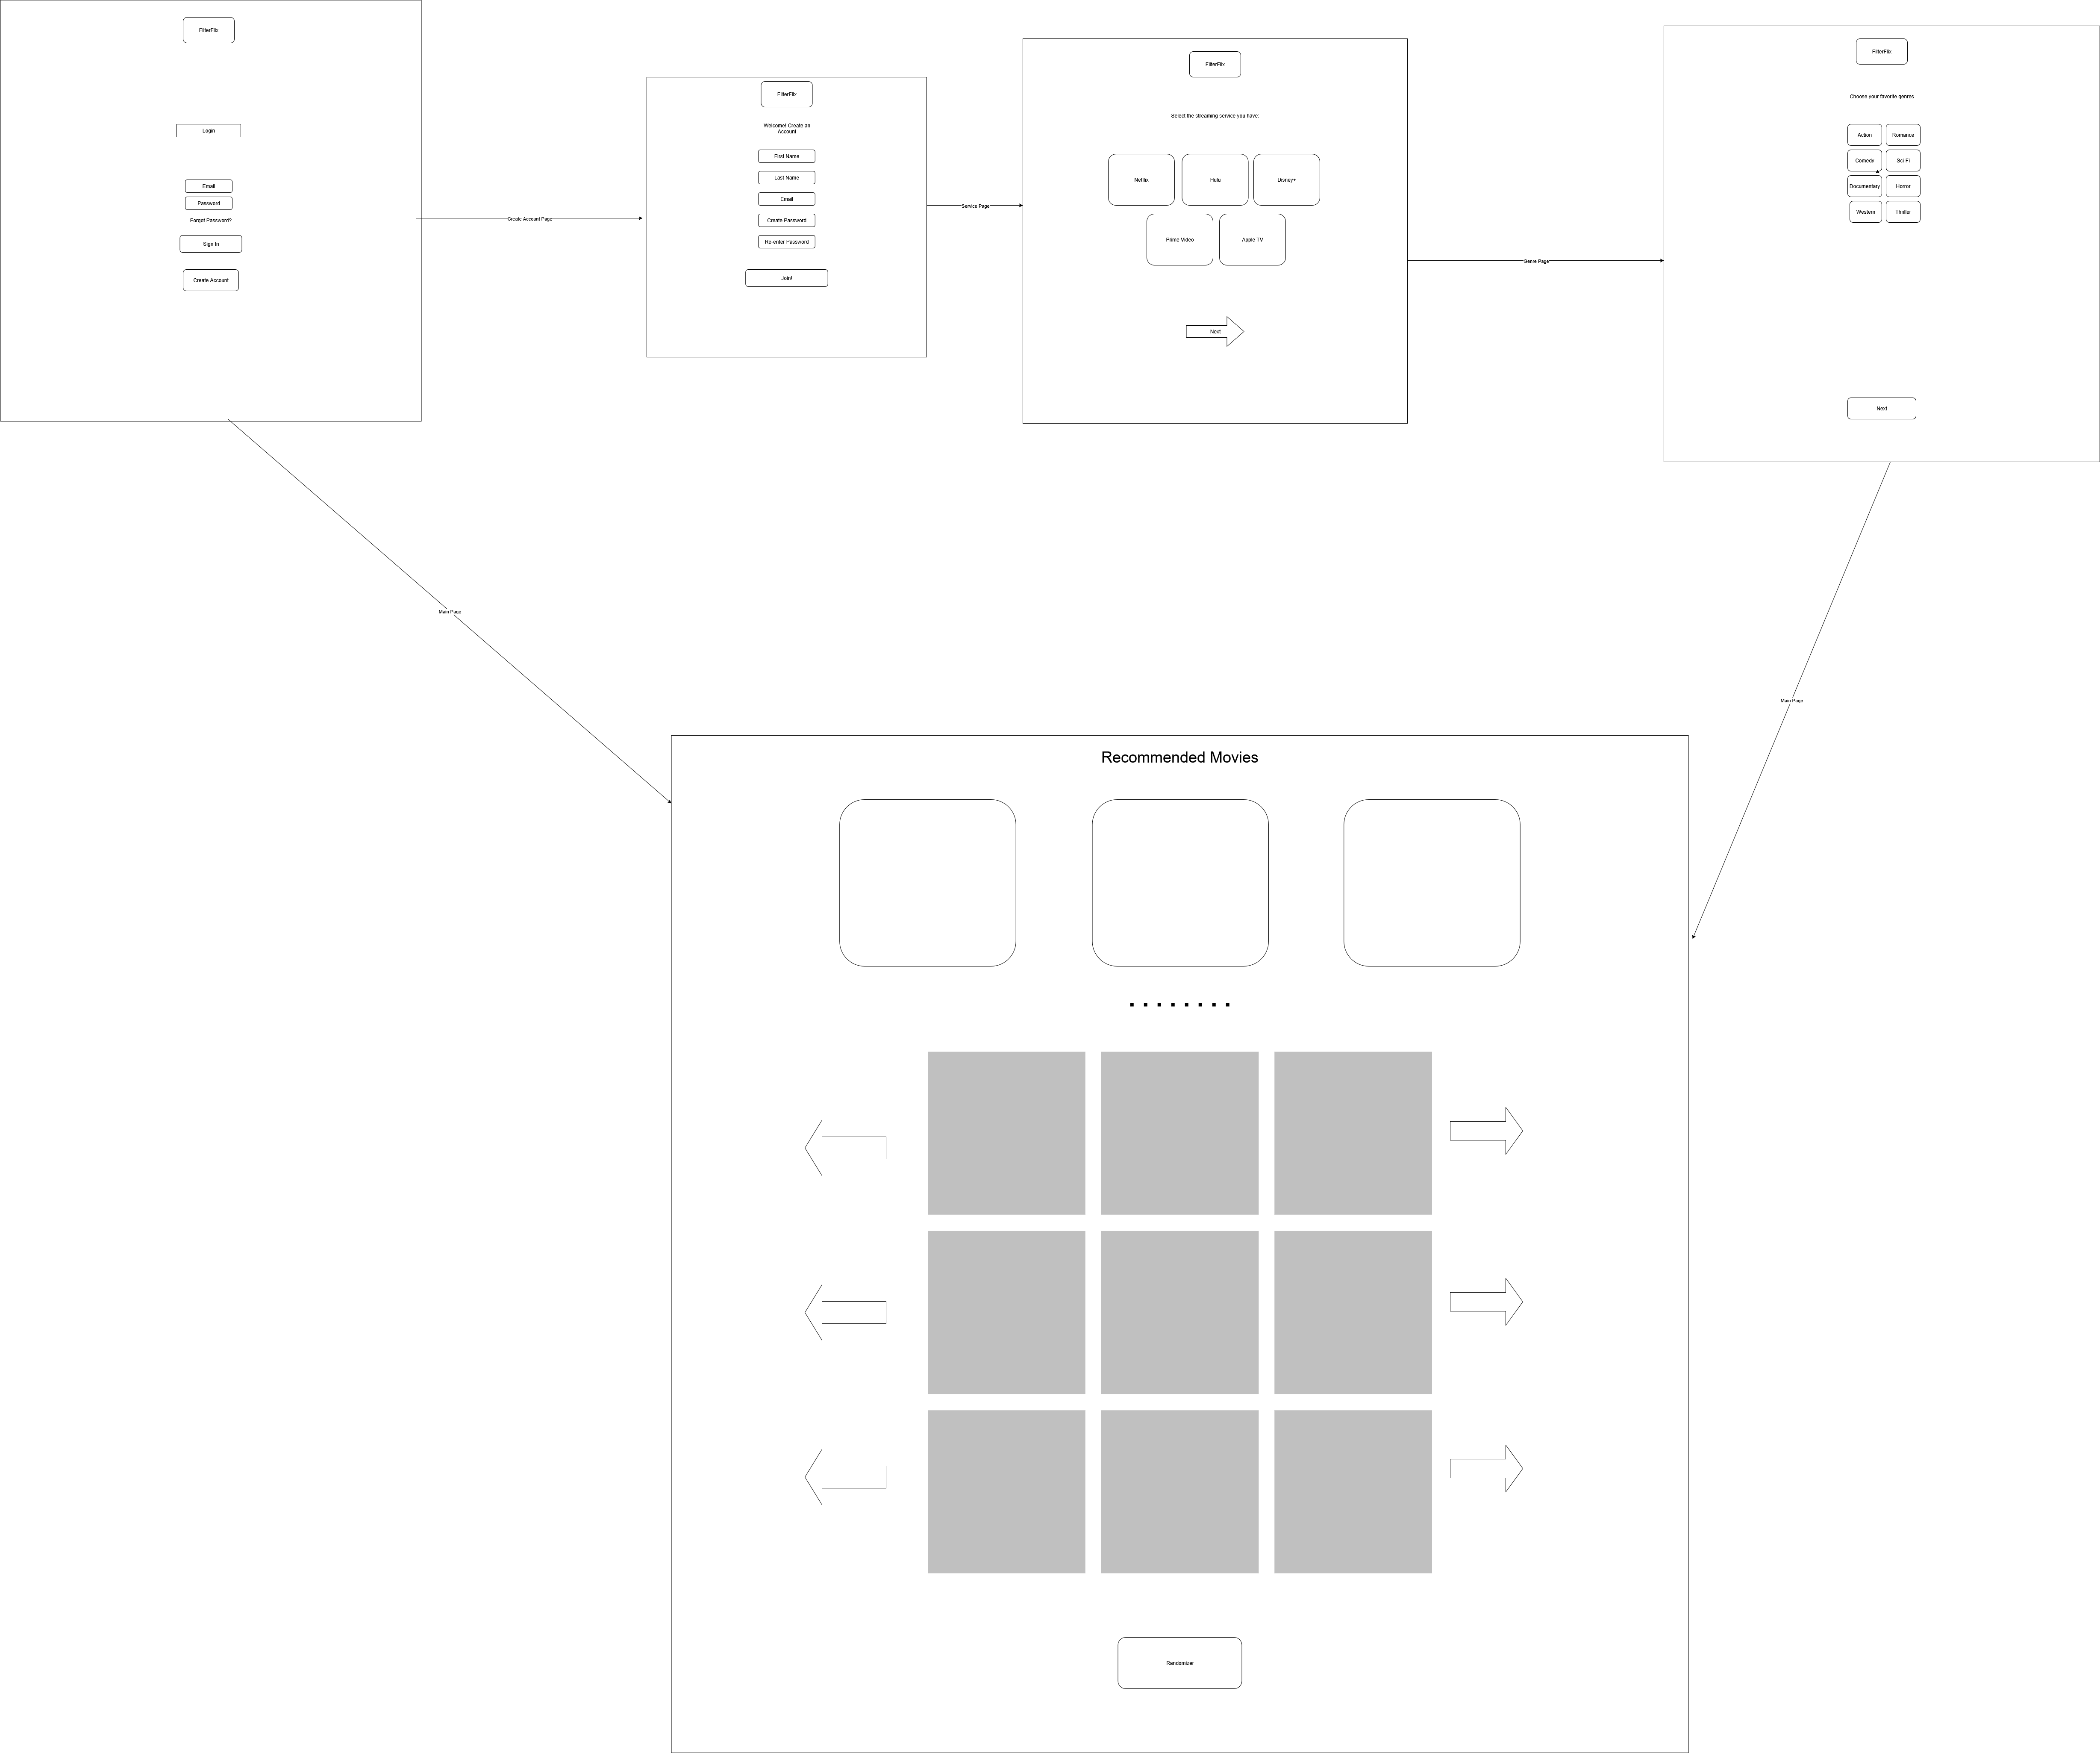 FilterFlix
Login
Email
Password
Forgot Password?
Sign In
Create Account
Create Account Page
FilterFlix
Welcome! Create an
Account
First Name
Last Name
Email
Create Password
Re-enter Password
Join!
Service Page
FilterFlix
Select the streaming service you have:
Netflix
Hulu
Disney+
Prime Video
Apple TV
Next
Genre Page
FilterFlix
Choose your favorite genres
Action
Romance
Comedy
Sci-Fi
Documentary
Horror
Western
Thriller
Next
Main Page
Main Page
Recommended Movies
. . . . . . . .
Randomizer